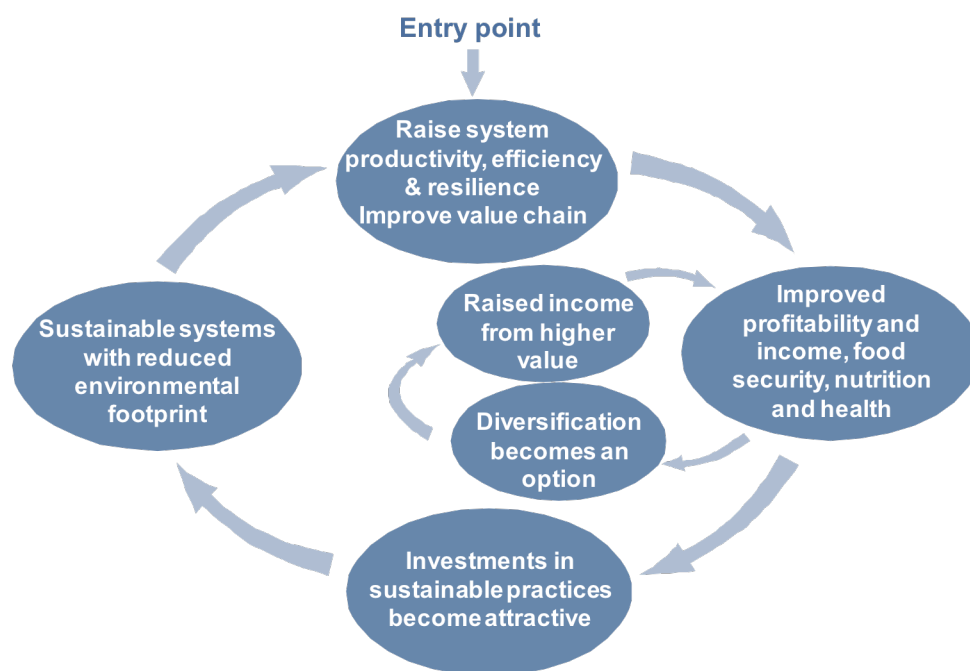 Entry point
Raise system
productivity, efficiency
& resilience
Improve value chain
Raised income
from higher
value
Improved
profitability and
income, food
security, nutrition
and health
Sustainable systems
with reduced
environmental
footprint
Diversification
becomes an
option
Investments in
sustainable practices
become attractive